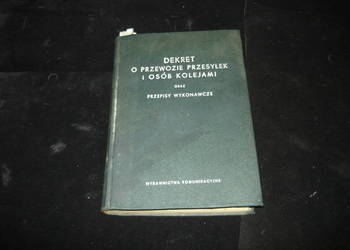 DEKRET
O PRZEWOZIE PRZESYŁEK
I OSÓB KOLEJAMI
ORAZ
PRZEPISY WYKONAWCZE
WYDAWNICTWA KOMUNIKACYJNE